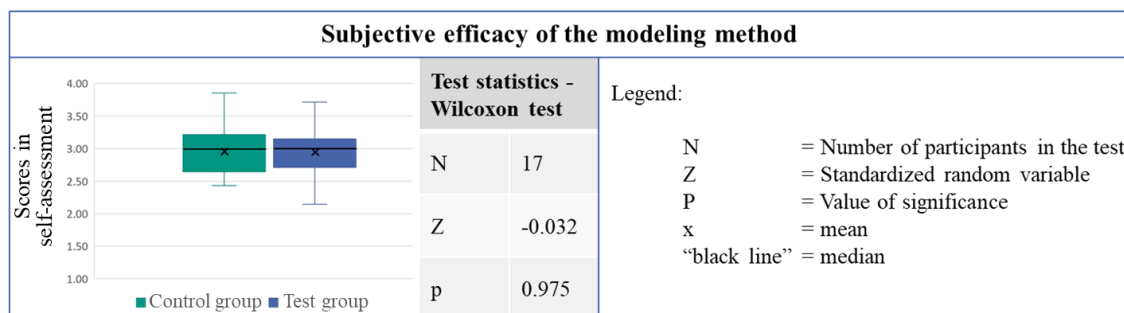 Subjective efficacy of the modeling method
Scores in
self-assessment
4.00
3.50
3.00
2.50
2.00
1.50
1.00
Control group Test group
Test statistics -
Wilcoxon test
N 17
Z -0.032
p 0.975
Legend:
N = Number of participants in the test
Z = Standardized random variable
P = Value of significance
x = mean
“black line” = median